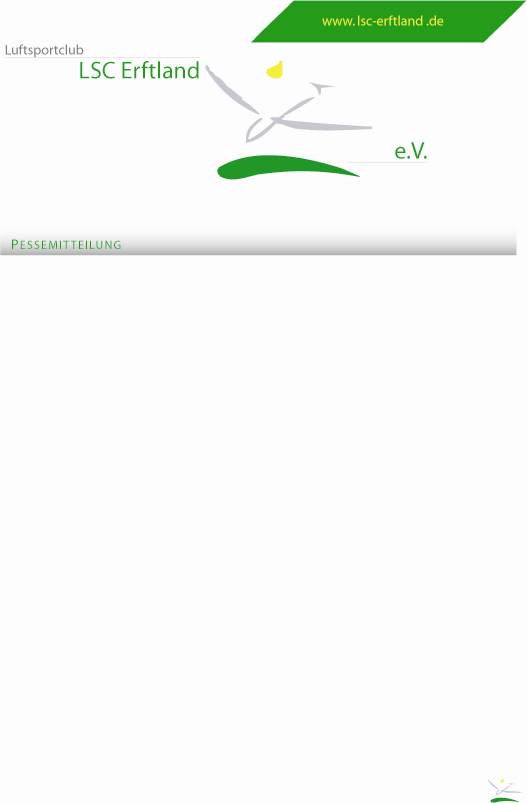 www.lsc-erftland .de
Luftsportclub
LSC Erftland
e.V.
PESSEMITTEILUNG